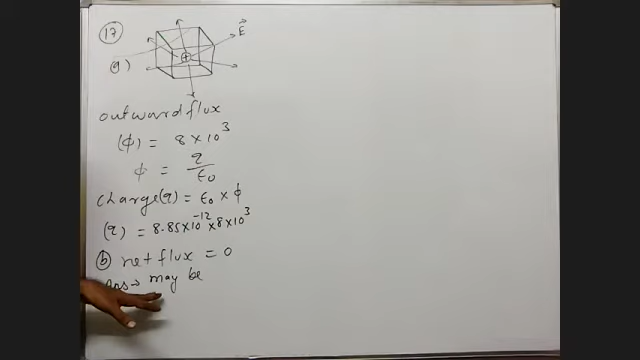 17
a)
E
+
outward flux
(ϕ) = 8 × 10³
ϕ = q/ε₀
charge(q) = ε₀ × ϕ
(q) = 8.85×10⁻¹² × 8×10³
b net flux = 0
Ans → may be